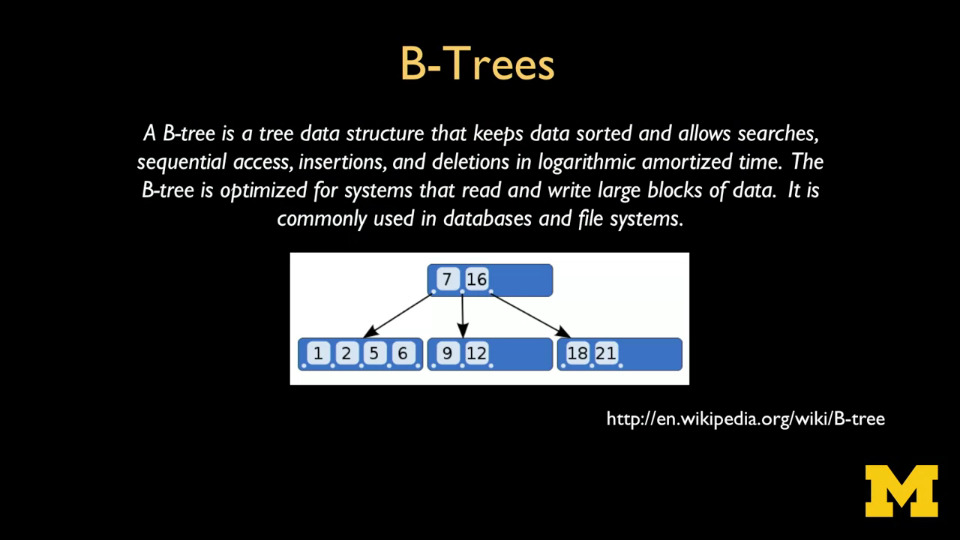 B-Trees
A B-tree is a tree data structure that keeps data sorted and allows searches,
sequential access, insertions, and deletions in logarithmic amortized time. The
B-tree is optimized for systems that read and write large blocks of data. It is
commonly used in databases and file systems.
7 16
1 2 5 6 9 12 18 21
http://en.wikipedia.org/wiki/B-tree
M